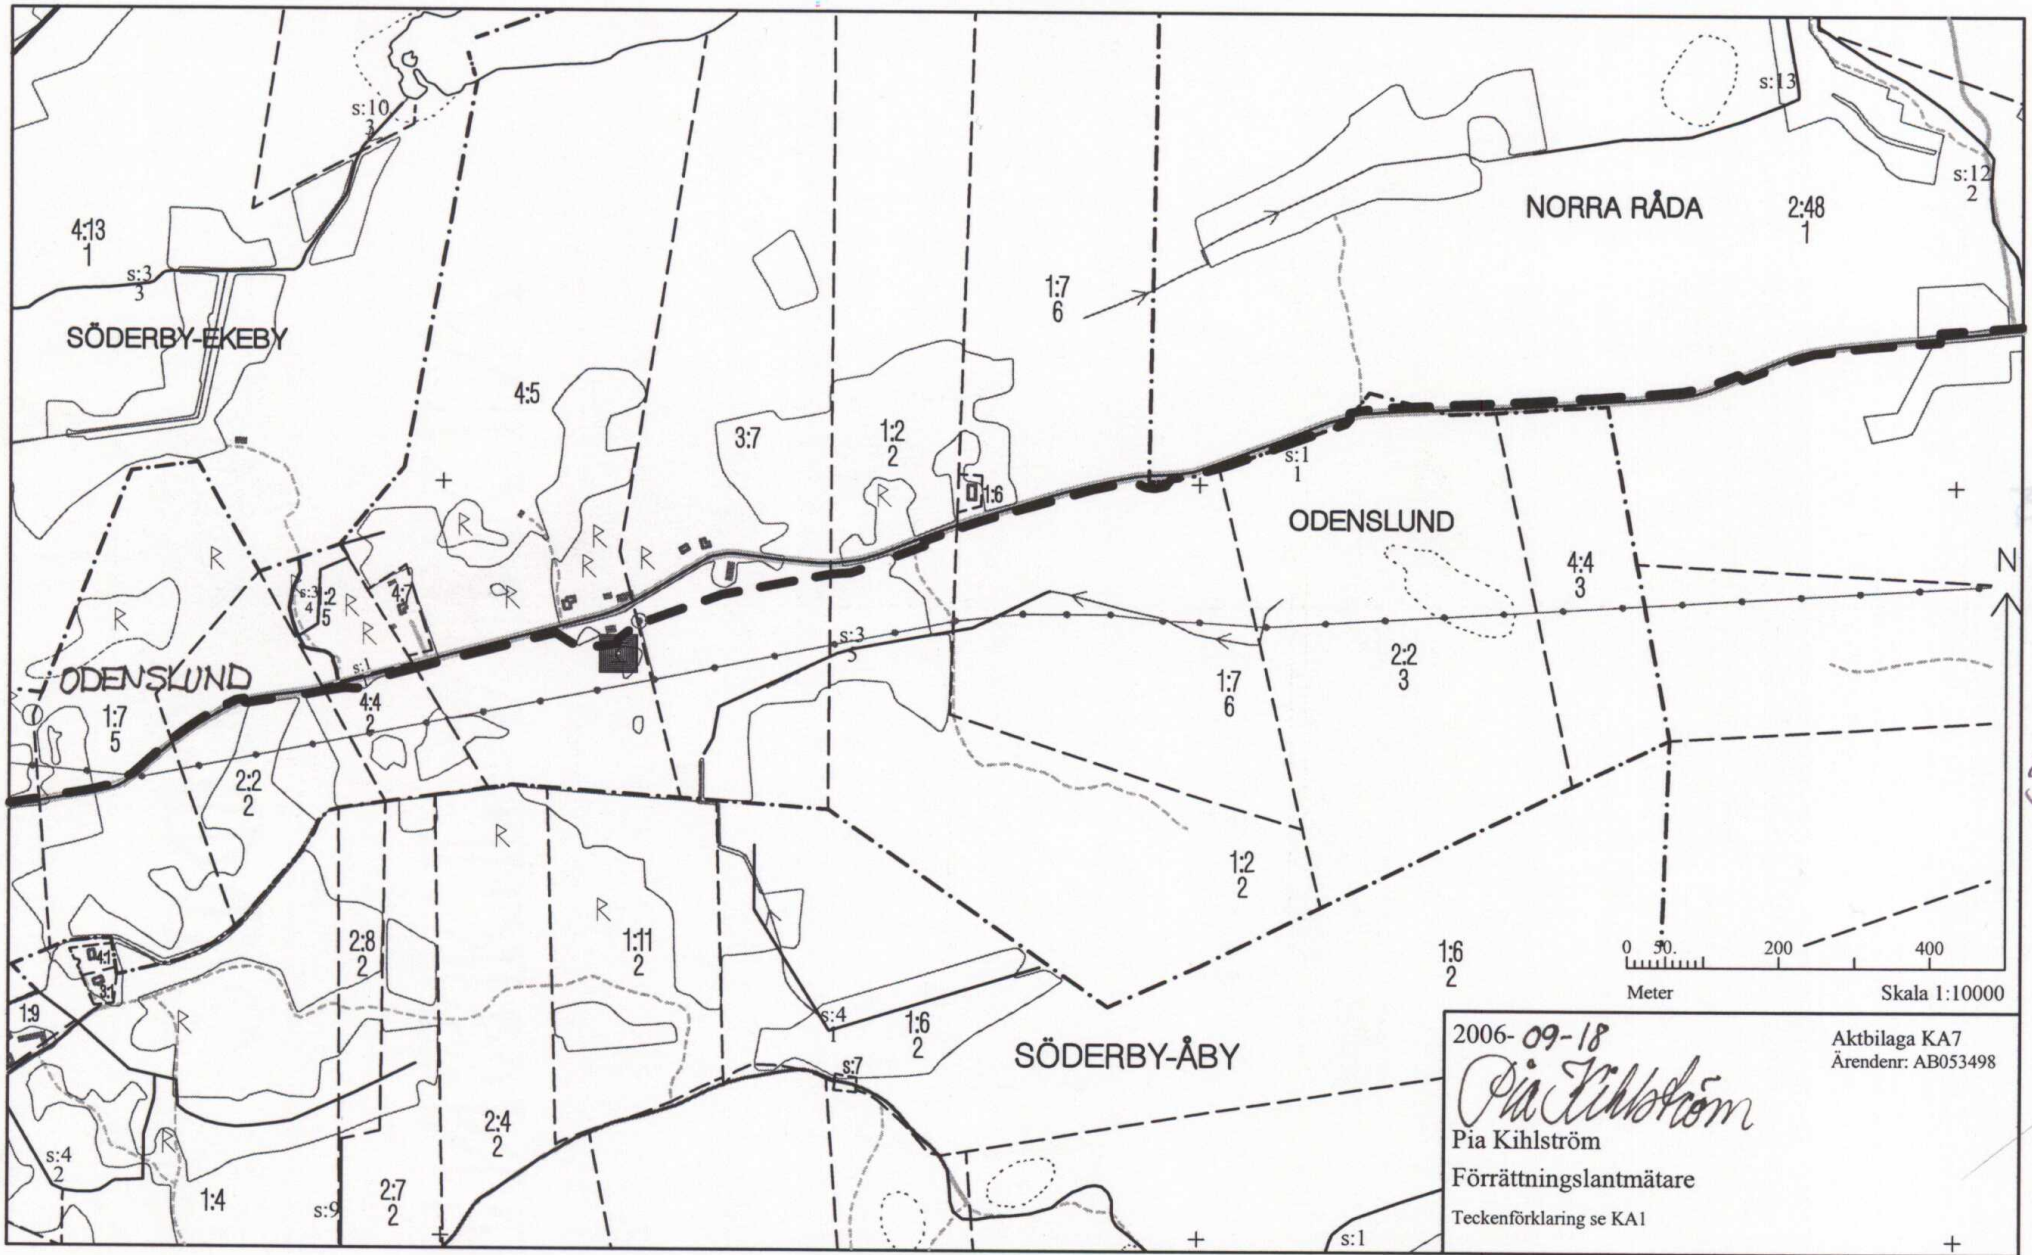 s:10
3
s:13
s:12
2
NORRA RÅDA
2:48
1
4:13
1
s:3
3
1:7
6
SÖDERBY-EKEBY
4:5
3:7
1:2
2
1:6
s:1
1
ODENSLUND
4:4
3
N
R
R
R
R
R
R
R
R
R
R
R
s:3
4
:2
5
4:7
s:1
ODENSLUND
1:7
5
4:4
2
s:3
5
2:2
3
1:7
6
2:2
2
R
1:2
2
R
2:8
2
1:11
2
1:6
2
0 50. 200 400
Meter
Skala 1:10000
4:1
3:1
1:9
R
s:4
1
1:6
2
SÖDERBY-ÅBY
s:7
2006-09-18
Aktbilaga KA7
Ärendenr: AB053498
Pia Kihlström
Pia Kihlström
Förrättningslantmätare
Teckenförklaring se KA1
R
s:4
2
1:4
2:4
2
2:7
2
s:9
s:1